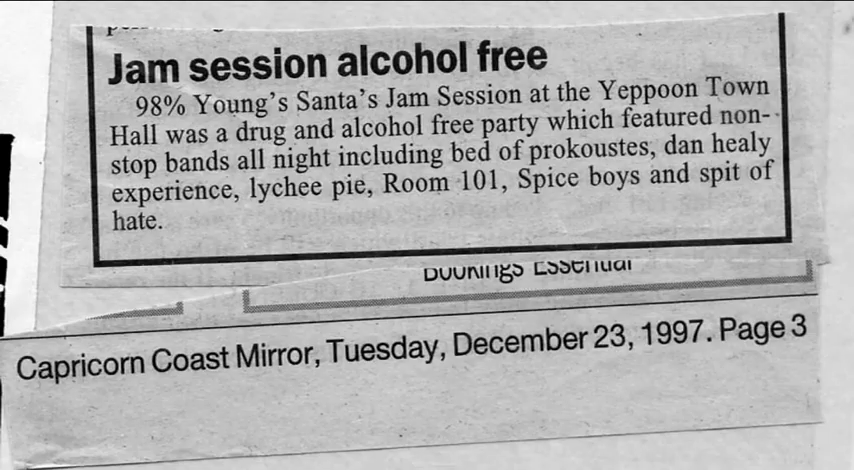 Jam session alcohol free
98% Young's Santa's Jam Session at the Yeppoon Town
Hall was a drug and alcohol free party which featured non-
stop bands all night including bed of prokoustes, dan healy
experience, lychee pie, Room 101, Spice boys and spit of
hate.
Bookings Essential
Capricorn Coast Mirror, Tuesday, December 23, 1997. Page 3